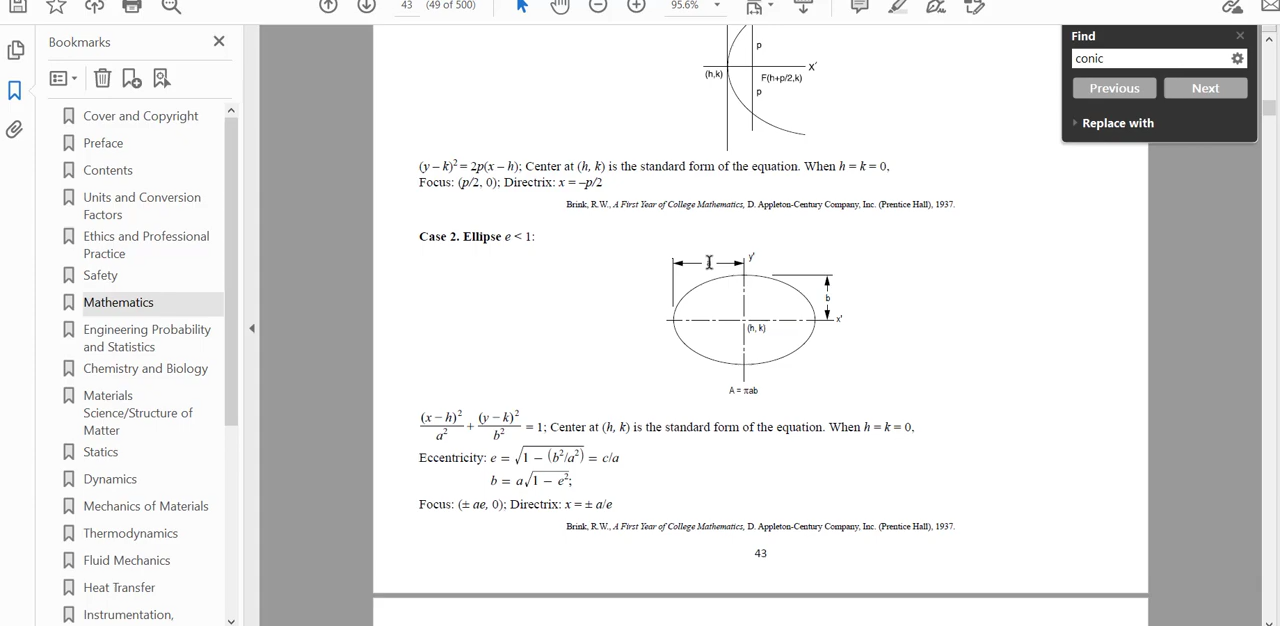 43
(49 of 500)
95.6%
Bookmarks
Cover and Copyright
Preface
Contents
Units and Conversion
Factors
Ethics and Professional
Practice
Safety
Mathematics
Engineering Probability
and Statistics
Chemistry and Biology
Materials
Science/Structure of
Matter
Statics
Dynamics
Mechanics of Materials
Thermodynamics
Fluid Mechanics
Heat Transfer
Instrumentation,
p
x′
(h,k)
F(h+p/2,k)
p
(y – k)² = 2p(x – h); Center at (h, k) is the standard form of the equation. When h = k = 0,
Focus: (p/2, 0); Directrix: x = –p/2
Brink, R.W., A First Year of College Mathematics, D. Appleton-Century Company, Inc. (Prentice Hall), 1937.
Case 2. Ellipse e < 1:
y′
b
x′
(h, k)
A = πab
(x – h)²/a² + (y – k)²/b² = 1; Center at (h, k) is the standard form of the equation. When h = k = 0,
Eccentricity: e = √1 – (b²/a²) = c/a
b = a√1 – e²;
Focus: (± ae, 0); Directrix: x = ± a/e
Brink, R.W., A First Year of College Mathematics, D. Appleton-Century Company, Inc. (Prentice Hall), 1937.
43
Find
conic
Previous
Next
Replace with